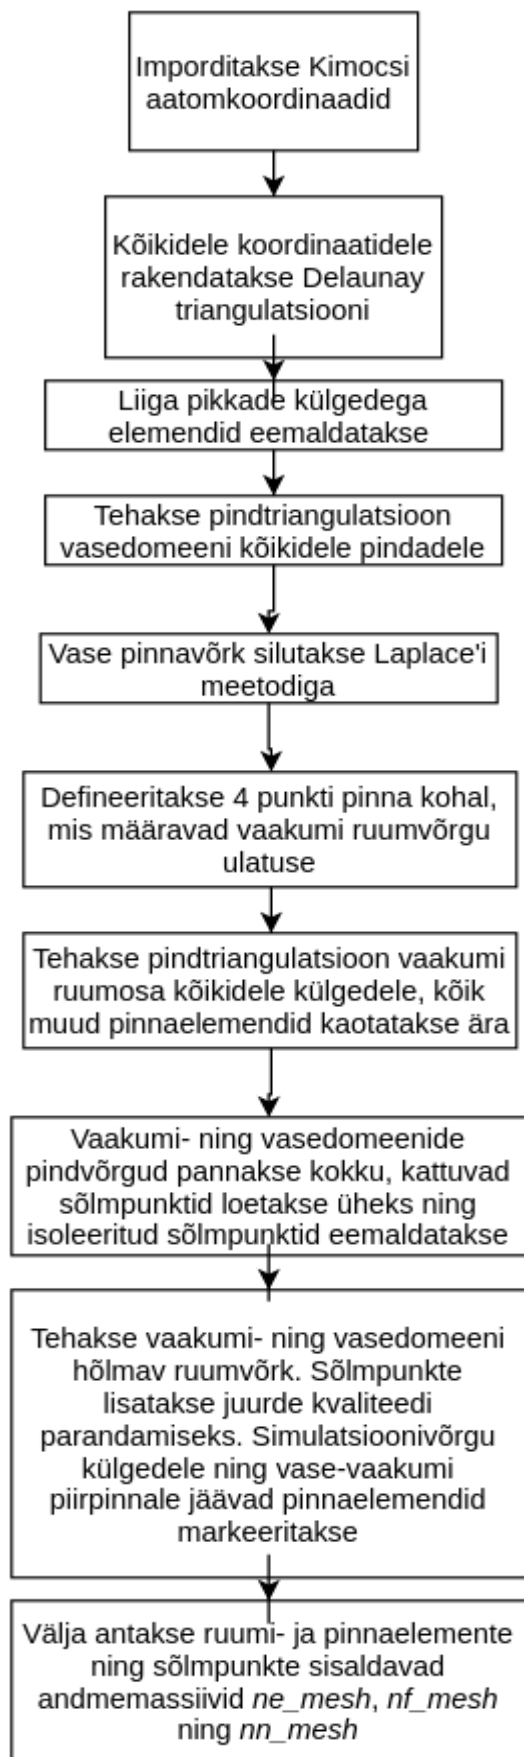 Imporditakse Kimocsi
aatomkoordinaadid
Kõikidele koordinaatidele
rakendatakse Delaunay
triangulatsiooni
Liiga pikkade külgedega
elemendid eemaldatakse
Tehakse pindtriangulatsioon
vasedomeeni kõikidele pindadele
Vase pinnavõrk silutakse Laplace'i
meetodiga
Defineeritakse 4 punkti pinna kohal,
mis määravad vaakumi ruumvõrgu
ulatuse
Tehakse pindtriangulatsioon vaakumi
ruumosa kõikidele külgedele, kõik
muud pinnaelemendid kaotatakse ära
Vaakumi- ning vasedomeenide
pindvõrgud pannakse kokku, kattuvad
sõlmpunktid loetakse üheks ning
isoleeritud sõlmpunktid eemaldatakse
Tehakse vaakumi- ning vasedomeeni
hõlmav ruumvõrk. Sõlmpunkte
lisatakse juurde kvaliteedi
parandamiseks. Simulatsioonivõrgu
külgedele ning vase-vaakumi
piirpinnale jäävad pinnaelemendid
markeeritakse
Välja antakse ruumi- ja pinnaelemente
ning sõlmpunkte sisaldavad
andmemassiivid ne_mesh, nf_mesh
ning nn_mesh